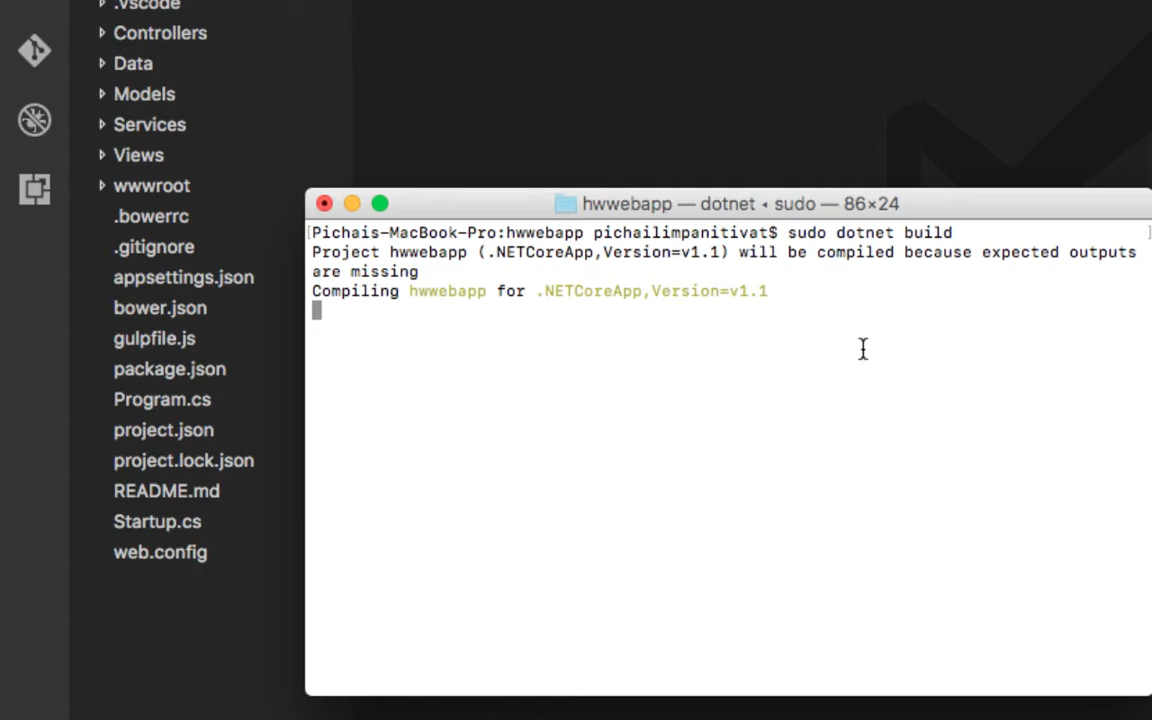 .vscode
Controllers
Data
Models
Services
Views
wwwroot
.bowerrc
.gitignore
appsettings.json
bower.json
gulpfile.js
package.json
Program.cs
project.json
project.lock.json
README.md
Startup.cs
web.config
hwwebapp — dotnet ◂ sudo — 86×24
[Pichais-MacBook-Pro:hwwebapp pichailimpanitivat$ sudo dotnet build ]
Project hwwebapp (.NETCoreApp,Version=v1.1) will be compiled because expected outputs
are missing
Compiling hwwebapp for .NETCoreApp,Version=v1.1